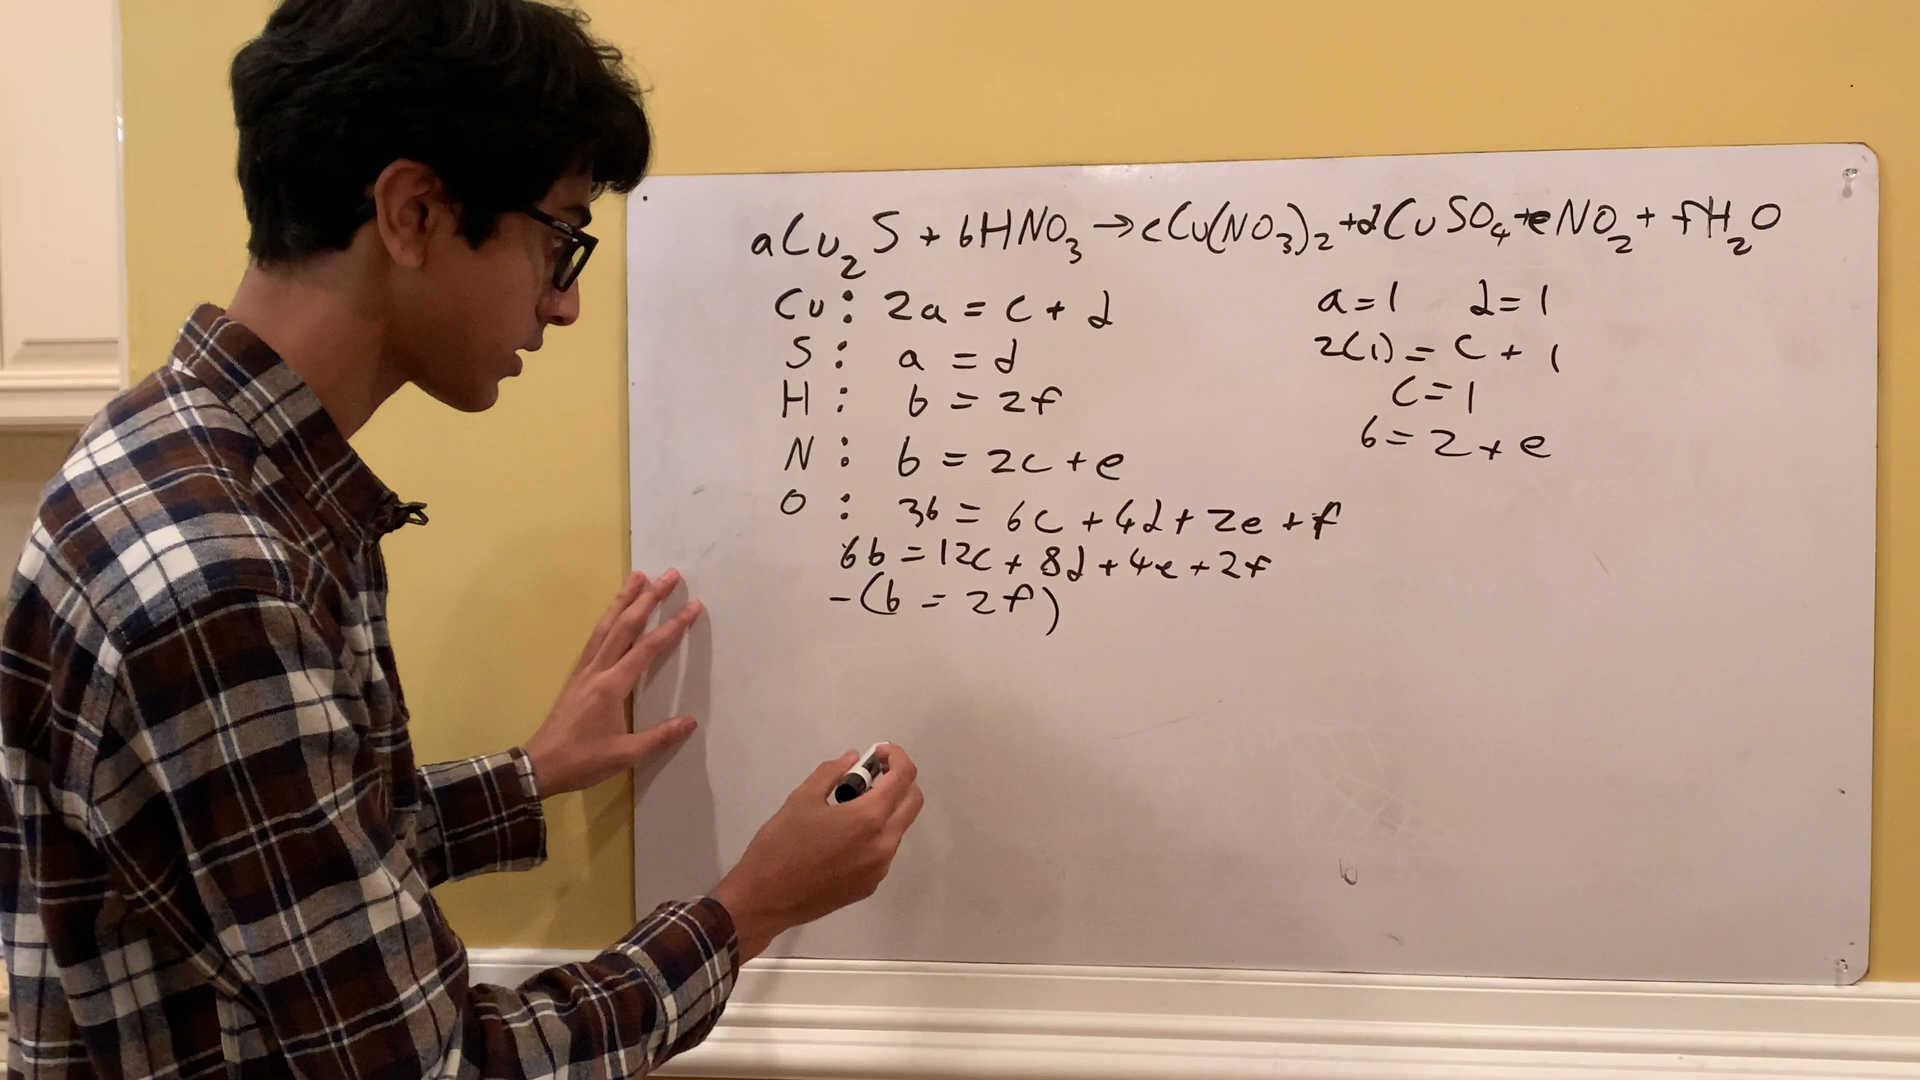 aCu₂S + bHNO₃ → cCu(NO₃)₂ + dCuSO₄ + eNO₂ + fH₂O
Cu : 2a = c + d
S : a = d
H : b = 2f
N : b = 2c + e
O : 3b = 6c + 4d + 2e + f
6b = 12c + 8d + 4e + 2f
-(b = 2f)
a = 1 d = 1
2(1) = c + 1
c = 1
b = 2 + e